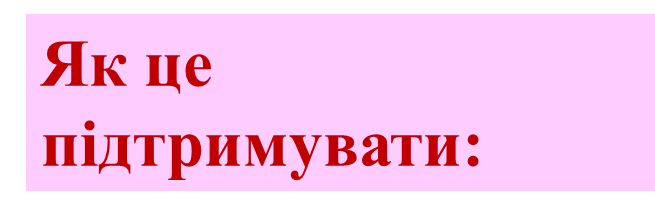 Як це
підтримувати: